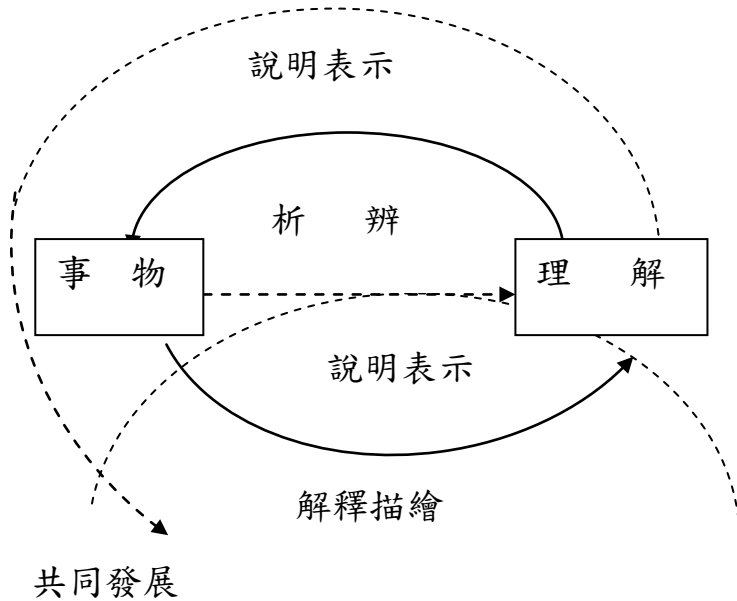 說明表示
析 辨
事 物
理 解
說明表示
解釋描繪
共同發展